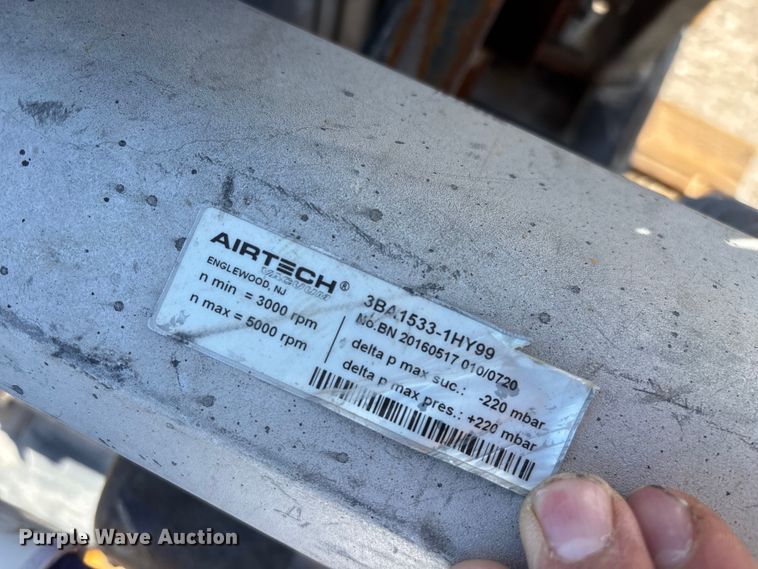 AIRTECH®
VACUUM
ENGLEWOOD, NJ
n min = 3000 rpm
n max = 5000 rpm
3BA1533-1HY99
No.BN 20160517 010/0720
delta p max suc.: -220 mbar
delta p max pres.: +220 mbar
Purple Wave Auction